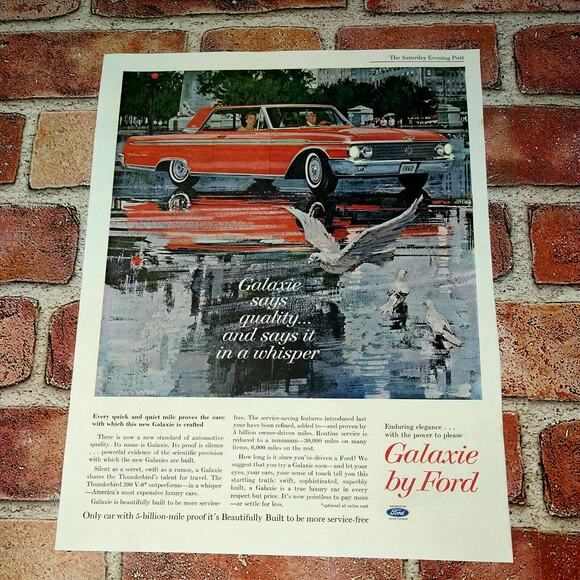 The Saturday Evening Post
1962
Galaxie
says
quality...
and says it
in a whisper
Every quick and quiet mile proves the care
with which this new Galaxie is crafted
There is now a new standard of automotive
quality. Its name is Galaxie. Its proof is silence
. . . powerful evidence of the scientific precision
with which the new Galaxies are built.
Silent as a secret, swift as a rumor, a Galaxie
shares the Thunderbird's talent for travel. The
Thunderbird 390 V-8* outperforms—in a whisper
—America's most expensive luxury cars.
Galaxie is beautifully built to be more service-
free. The service-saving features introduced last
year have been refined, added to—and proven by
5 billion owner-driven miles. Routine service is
reduced to a minimum—30,000 miles on many
items, 6,000 miles on the rest.
How long is it since you've driven a Ford? We
suggest that you try a Galaxie soon—and let your
eyes, your ears, your sense of touch tell you this
startling truth: swift, sophisticated, superbly
built, a Galaxie is a true luxury car in every
respect but price. It's now pointless to pay more
—or settle for less.
*optional at extra cost
Enduring elegance . . .
with the power to please
Galaxie
by Ford
Ford
Only car with 5-billion-mile proof it's Beautifully Built to be more service-free